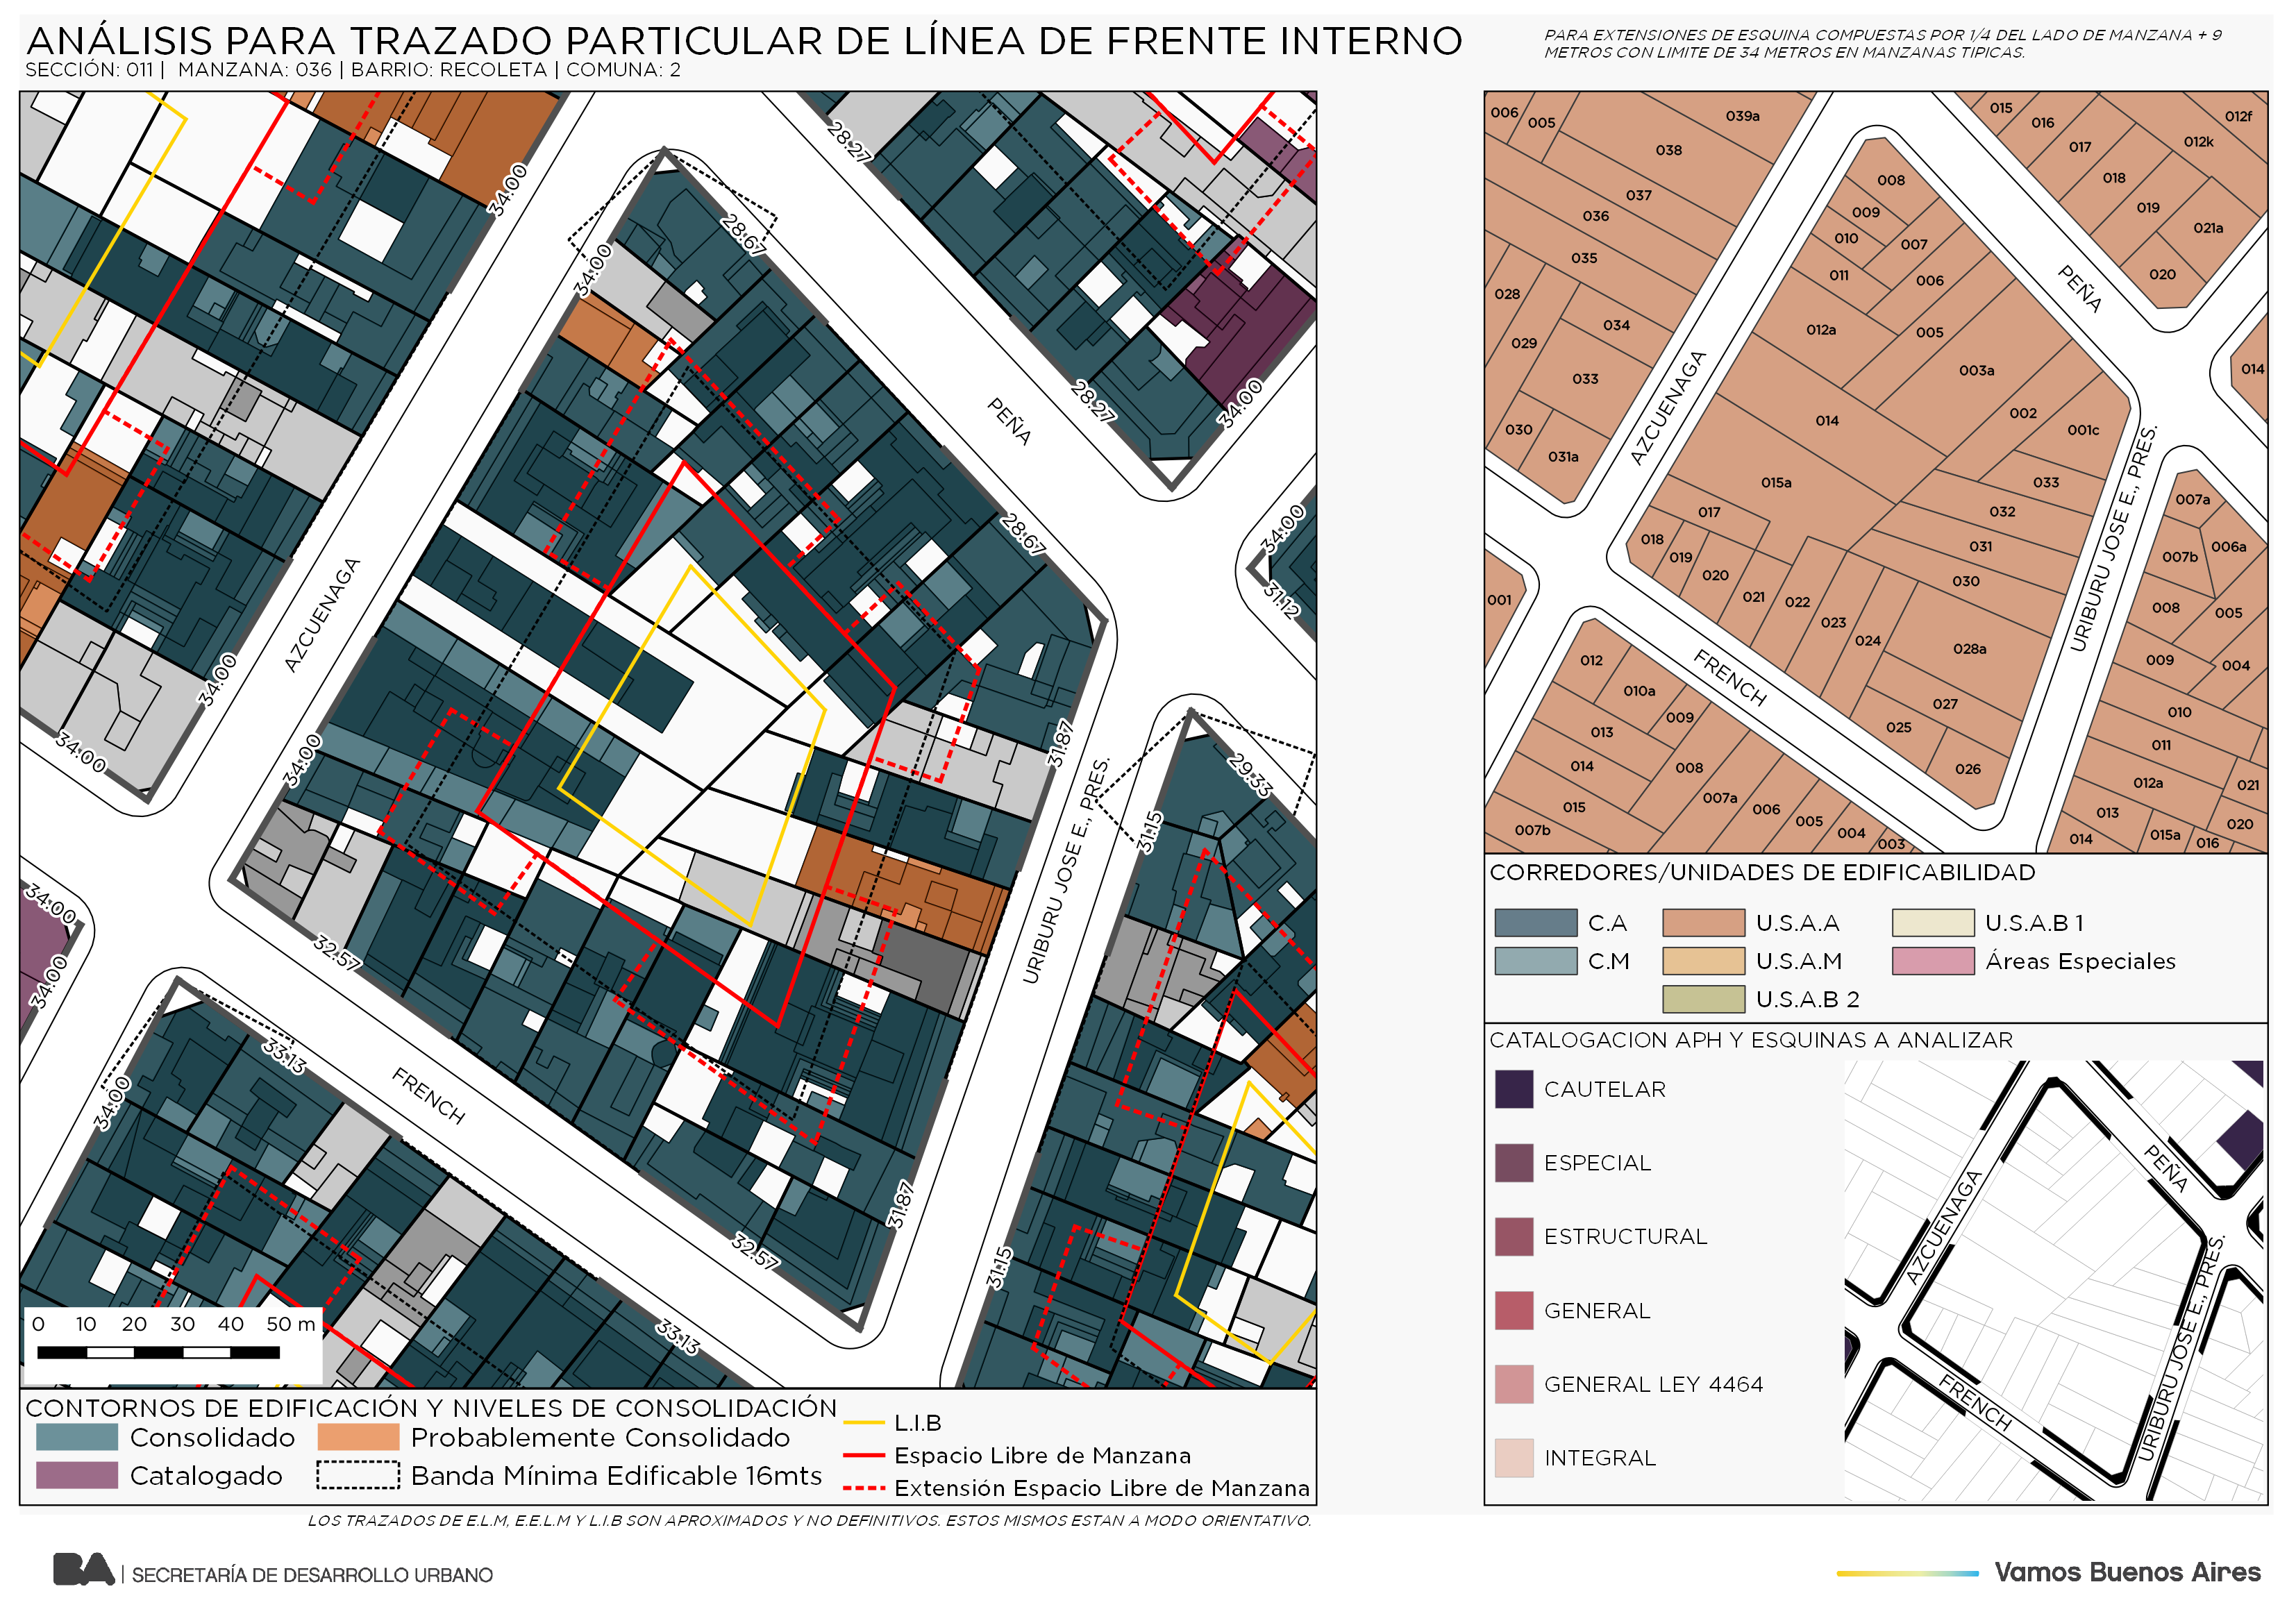 ANÁLISIS PARA TRAZADO PARTICULAR DE LÍNEA DE FRENTE INTERNO
SECCIÓN: 011 | MANZANA: 036 | BARRIO: RECOLETA | COMUNA: 2
PARA EXTENSIONES DE ESQUINA COMPUESTAS POR 1/4 DEL LADO DE MANZANA + 9
METROS CON LIMITE DE 34 METROS EN MANZANAS TIPICAS.
28.27
34.00
28.67
34.00
PEÑA
28.27
34.00
28.67
34.00
31.12
AZCUENAGA
34.00
34.00
34.00
31.87
URIBURU JOSE E., PRES.
29.33
31.15
34.00
34.00
32.57
33.13
34.00
FRENCH
31.87
32.57
31.15
33.13
0 10 20 30 40 50 m
CONTORNOS DE EDIFICACIÓN Y NIVELES DE CONSOLIDACIÓN
Consolidado
Probablemente Consolidado
Catalogado
Banda Mínima Edificable 16mts
L.I.B
Espacio Libre de Manzana
Extensión Espacio Libre de Manzana
LOS TRAZADOS DE E.L.M, E.E.L.M Y L.I.B SON APROXIMADOS Y NO DEFINITIVOS. ESTOS MISMOS ESTAN A MODO ORIENTATIVO.
006
005
039a
038
037
036
035
028
034
029
033
030
031a
001
015
016
012f
017
012k
018
019
021a
020
014
008
009
010
007
011
006
012a
005
003a
002
001c
014
033
015a
032
017
031
018
019
030
020
021
022
023
024
028a
027
025
026
007a
006a
007b
008
005
009
004
010
011
012a
021
013
020
014
015a
016
012
010a
009
013
014
008
015
007a
006
005
004
003
007b
AZCUENAGA
PEÑA
FRENCH
URIBURU JOSE E., PRES.
CORREDORES/UNIDADES DE EDIFICABILIDAD
C.A
U.S.A.A
U.S.A.B 1
C.M
U.S.A.M
Áreas Especiales
U.S.A.B 2
CATALOGACION APH Y ESQUINAS A ANALIZAR
CAUTELAR
ESPECIAL
ESTRUCTURAL
GENERAL
GENERAL LEY 4464
INTEGRAL
PEÑA
AZCUENAGA
FRENCH
URIBURU JOSE E., PRES.
BA | SECRETARÍA DE DESARROLLO URBANO
Vamos Buenos Aires